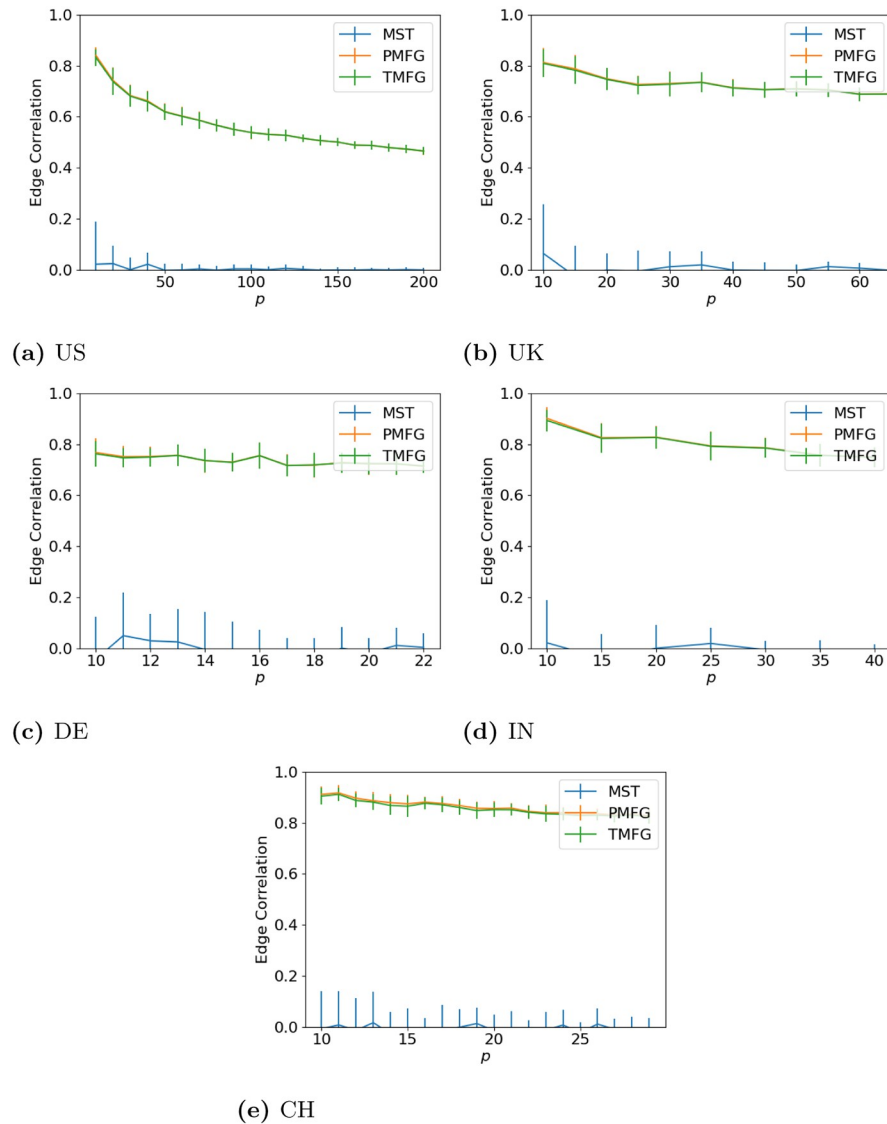 1.0
0.8
0.6
0.4
0.2
0.0
Edge Correlation
50 100 150 200
p
MST
PMFG
TMFG
(a) US
1.0
0.8
0.6
0.4
0.2
0.0
Edge Correlation
10 20 30 40 50 60
p
MST
PMFG
TMFG
(b) UK
1.0
0.8
0.6
0.4
0.2
0.0
Edge Correlation
10 12 14 16 18 20 22
p
MST
PMFG
TMFG
(c) DE
1.0
0.8
0.6
0.4
0.2
0.0
Edge Correlation
10 15 20 25 30 35 40
p
MST
PMFG
TMFG
(d) IN
1.0
0.8
0.6
0.4
0.2
0.0
Edge Correlation
10 15 20 25
p
MST
PMFG
TMFG
(e) CH